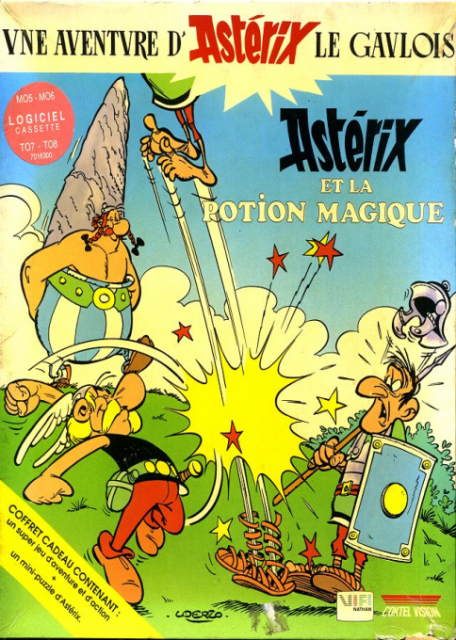 VNE AVENTVRE D'Astérix LE GAVLOIS
MO5 - MO6
LOGICIEL
CASSETTE
TO7 - TO8
7016300
Astérix
ET LA
POTION MAGIQUE
COFFRET CADEAU CONTENANT :
un super jeu d'aventure et d'action
+
un mini-puzzle d'Astérix.
UDERZO
VIFI
NATHAN
COKTEL VISION